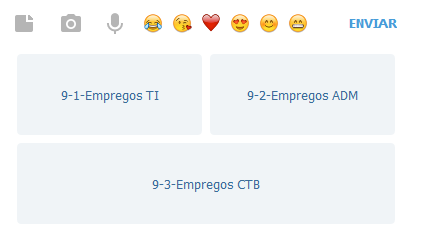 ENVIAR
9-1-Empregos TI
9-2-Empregos ADM
9-3-Empregos CTB